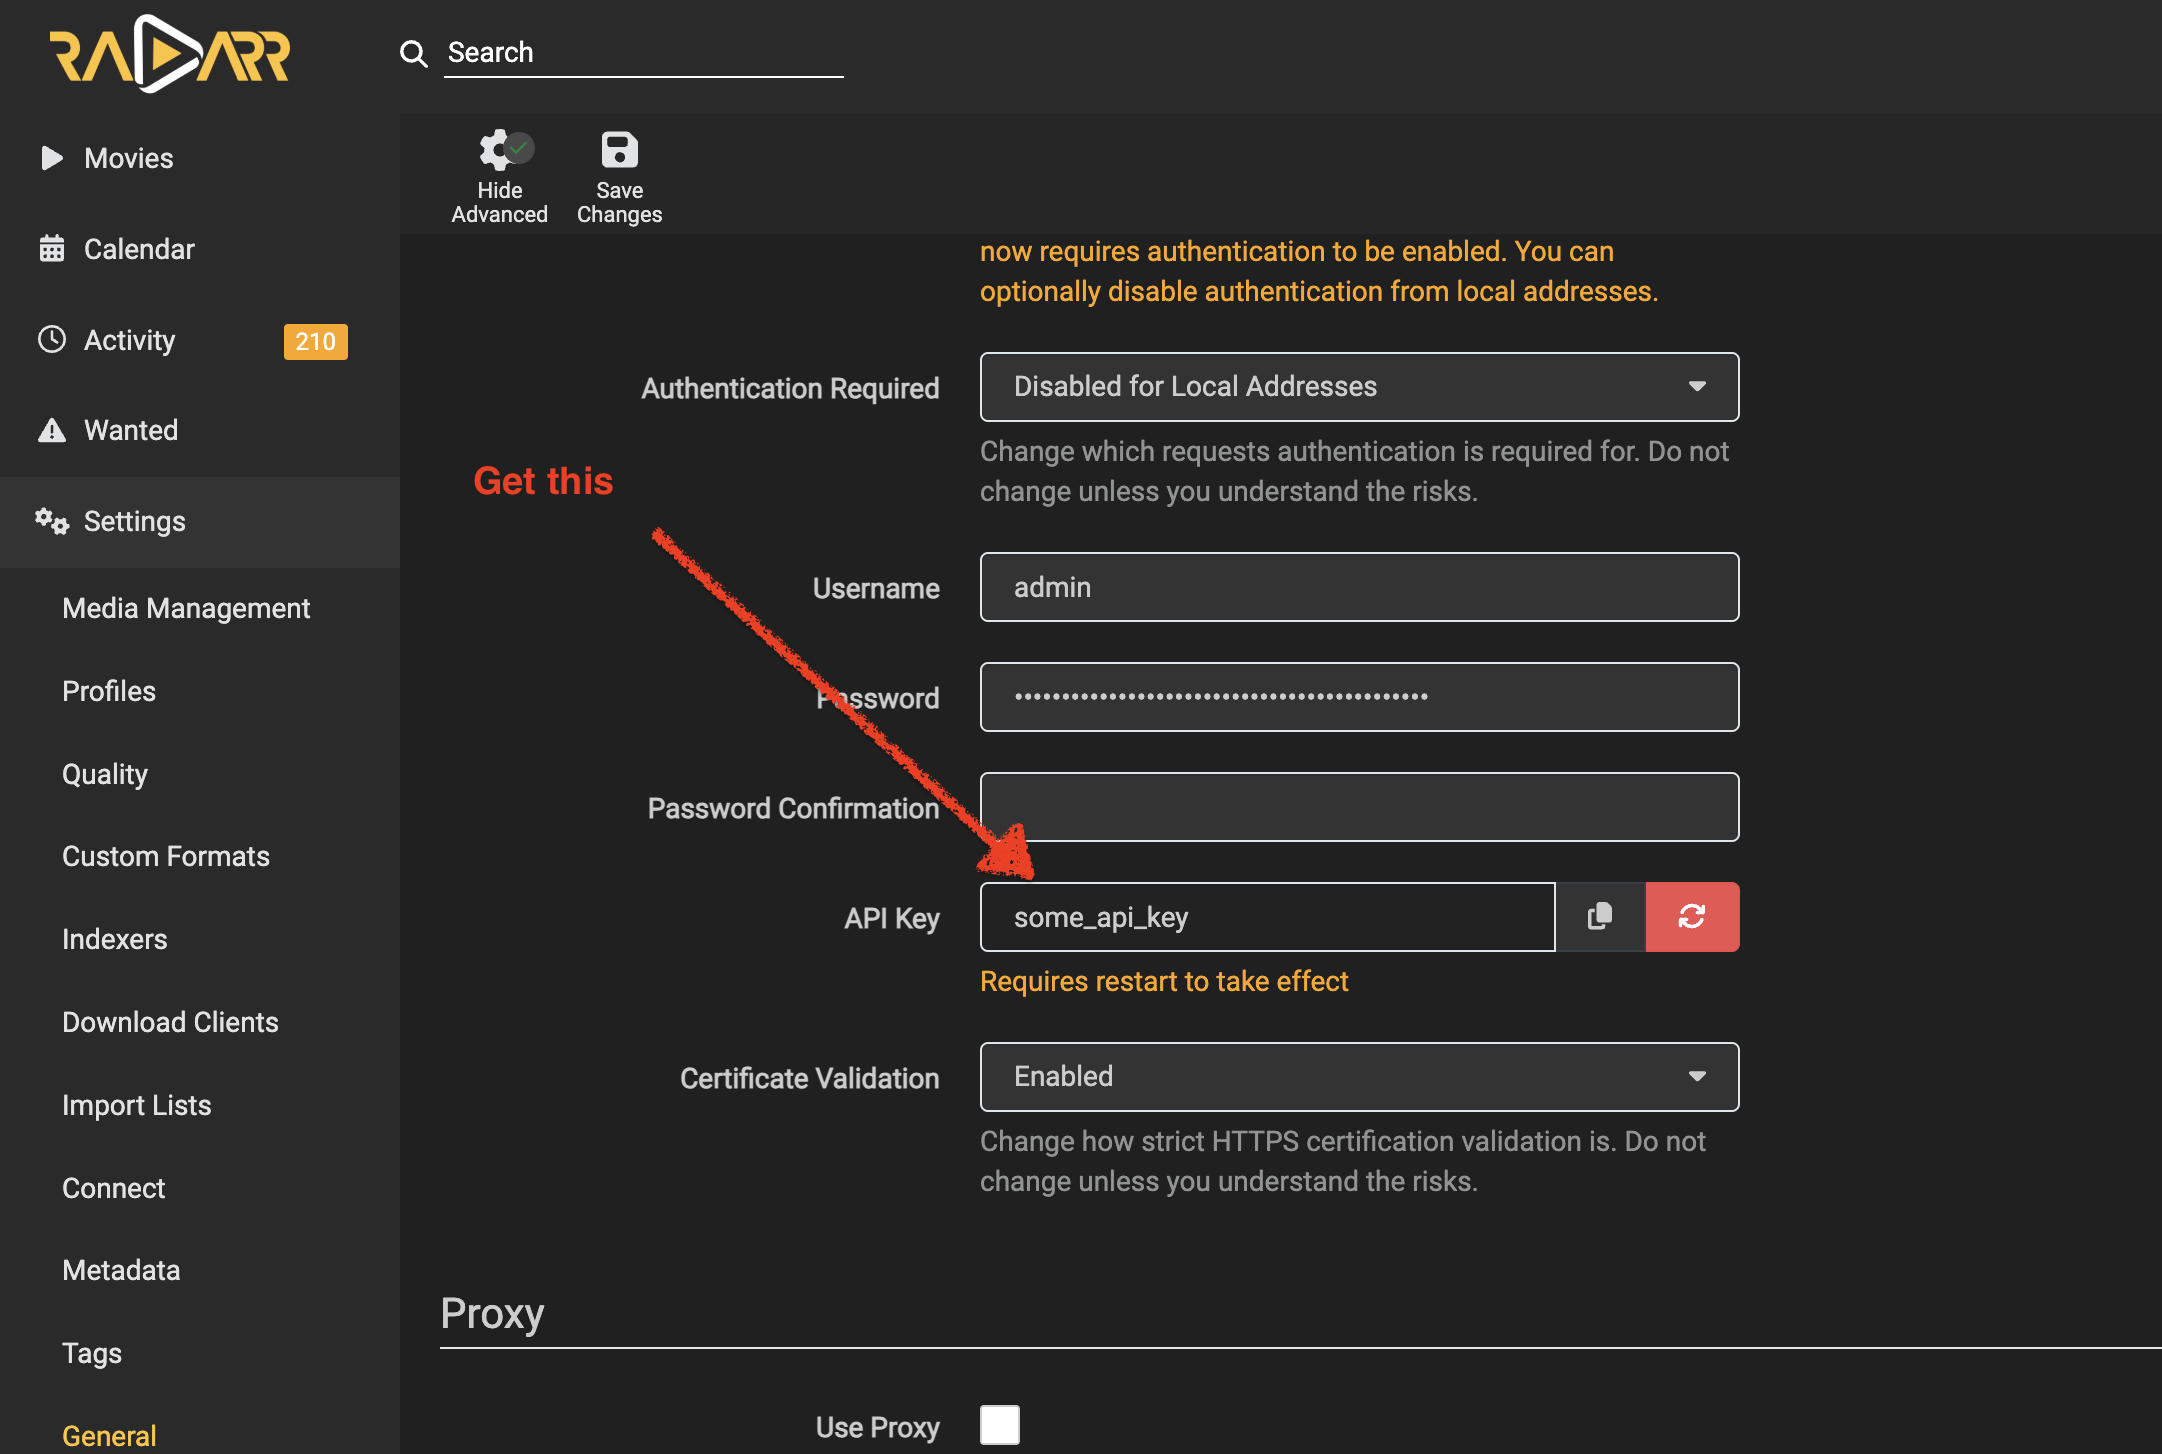 RADARR
Search
Movies
Calendar
Activity
210
Wanted
Settings
Media Management
Profiles
Quality
Custom Formats
Indexers
Download Clients
Import Lists
Connect
Metadata
Tags
General
Hide
Advanced
Save
Changes
now requires authentication to be enabled. You can
optionally disable authentication from local addresses.
Authentication Required
Disabled for Local Addresses
Change which requests authentication is required for. Do not
change unless you understand the risks.
Get this
Username
admin
Password
••••••••••••••••••••••••••••••••••••••••••••
Password Confirmation
API Key
some_api_key
Requires restart to take effect
Certificate Validation
Enabled
Change how strict HTTPS certification validation is. Do not
change unless you understand the risks.
Proxy
Use Proxy